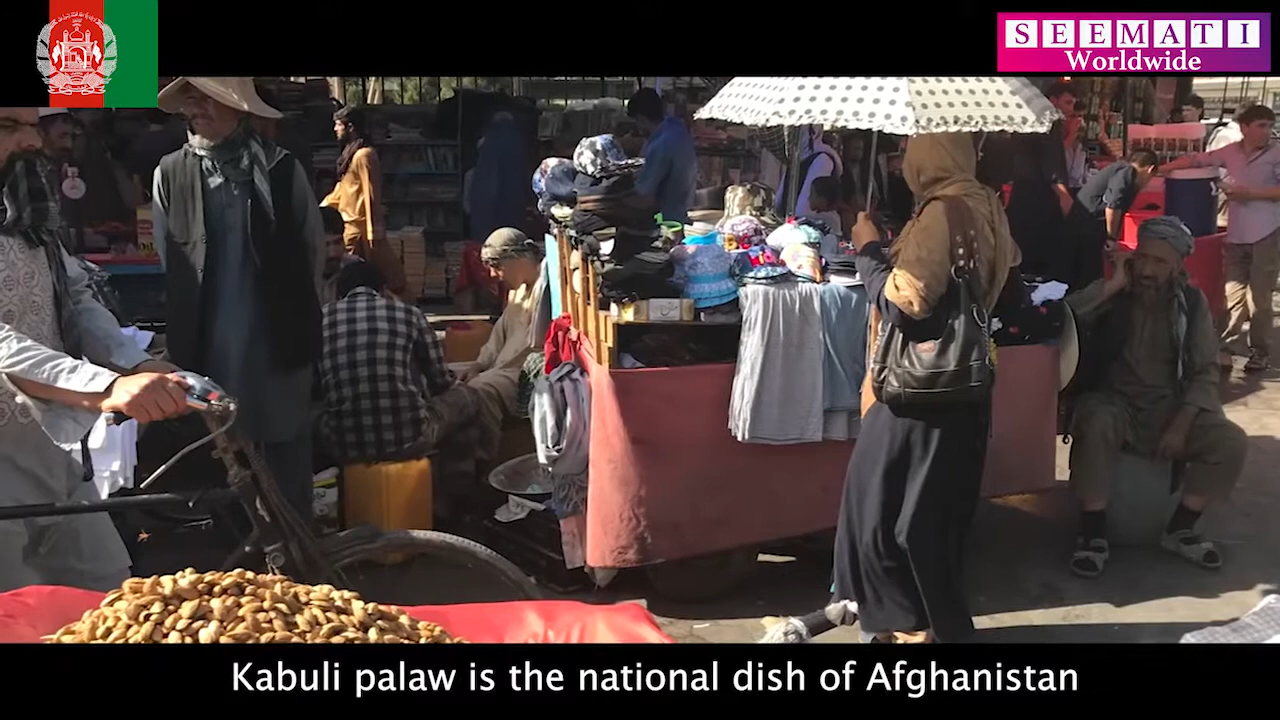 SEEMATI
Worldwide
Kabuli palaw is the national dish of Afghanistan